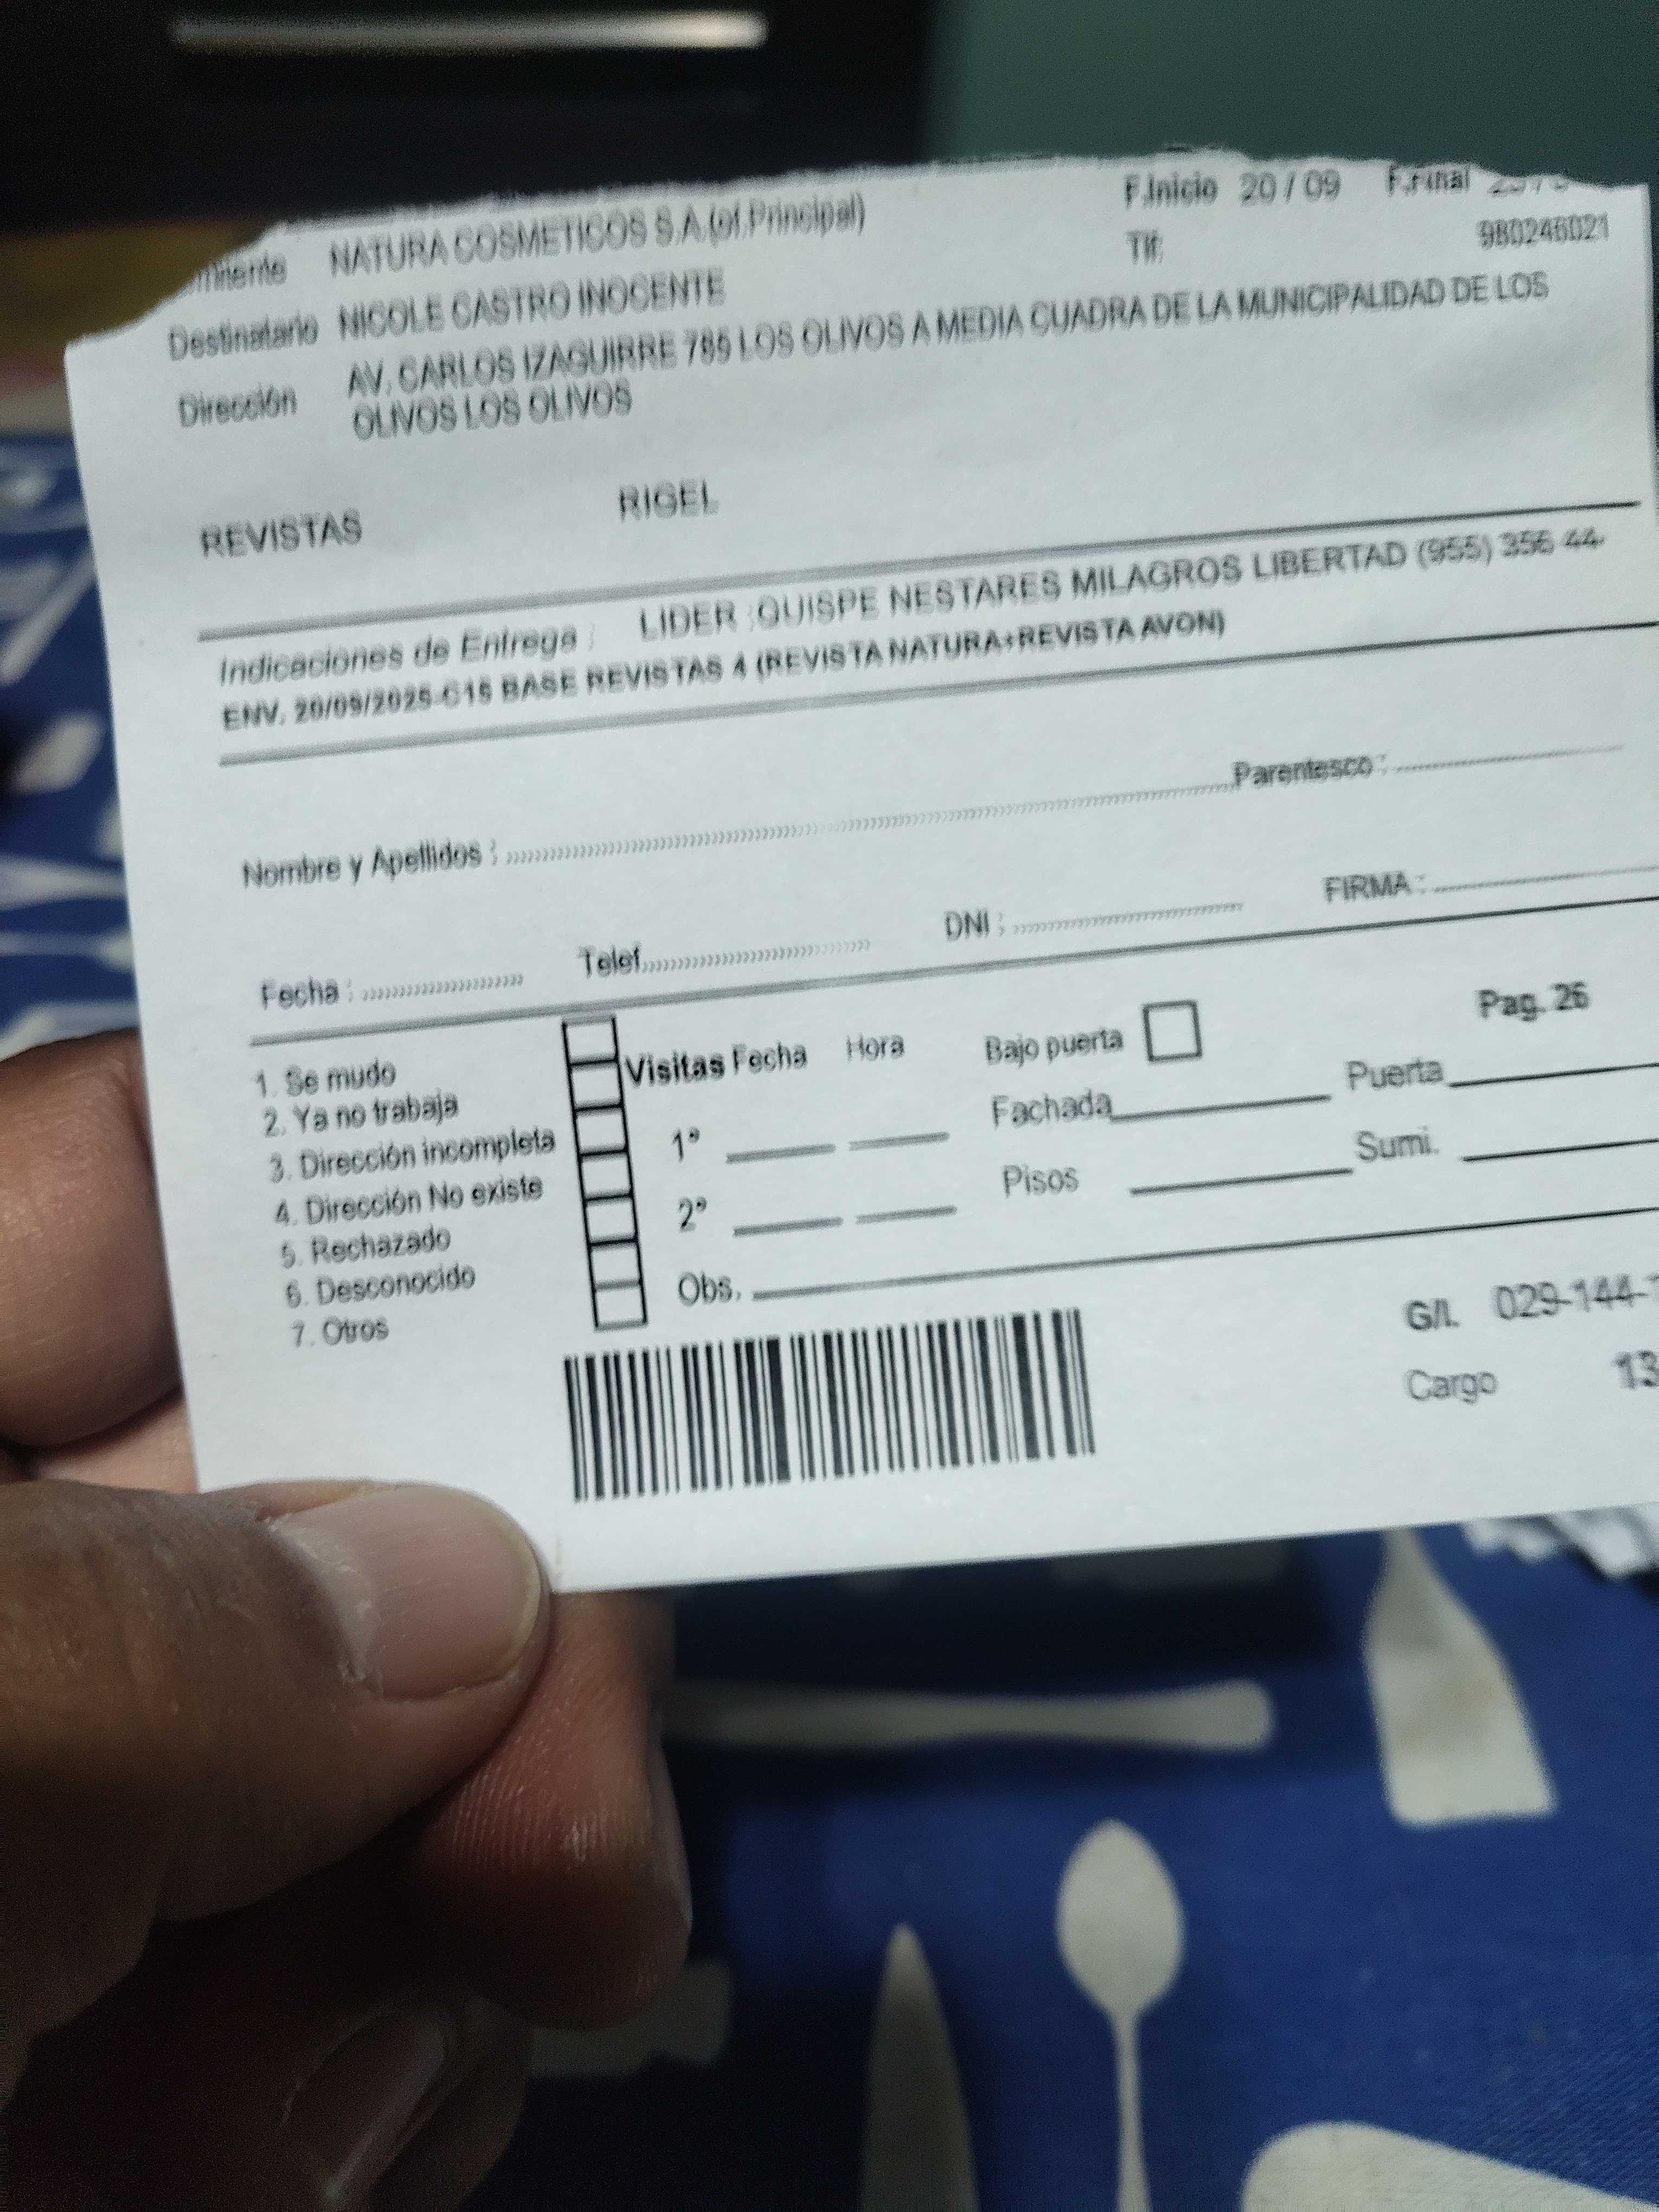 NATURA COSMETICOS S.A.(of.Principal) F.Inicio 20 / 09 F.Final
Tlf: 980246021
Destinatario NICOLE CASTRO INOCENTE
Dirección AV. CARLOS IZAGUIRRE 785 LOS OLIVOS A MEDIA CUADRA DE LA MUNICIPALIDAD DE LOS
OLIVOS LOS OLIVOS
REVISTAS RIGEL
Indicaciones de Entrega : LIDER :QUISPE NESTARES MILAGROS LIBERTAD (955) 356 44-
ENV. 20/09/2025-C15 BASE REVISTAS 4 (REVISTA NATURA+REVISTA AVON)
Nombre y Apellidos : Parentesco :
Fecha : Telef. DNI : FIRMA :
Pag. 26
1. Se mudo
2. Ya no trabaja
3. Dirección incompleta
4. Dirección No existe
5. Rechazado
6. Desconocido
7. Otros
Visitas Fecha Hora
1ª
2ª
Obs.
Bajo puerta
Fachada Puerta
Pisos Sumi.
G/I. 029-144-
Cargo 13